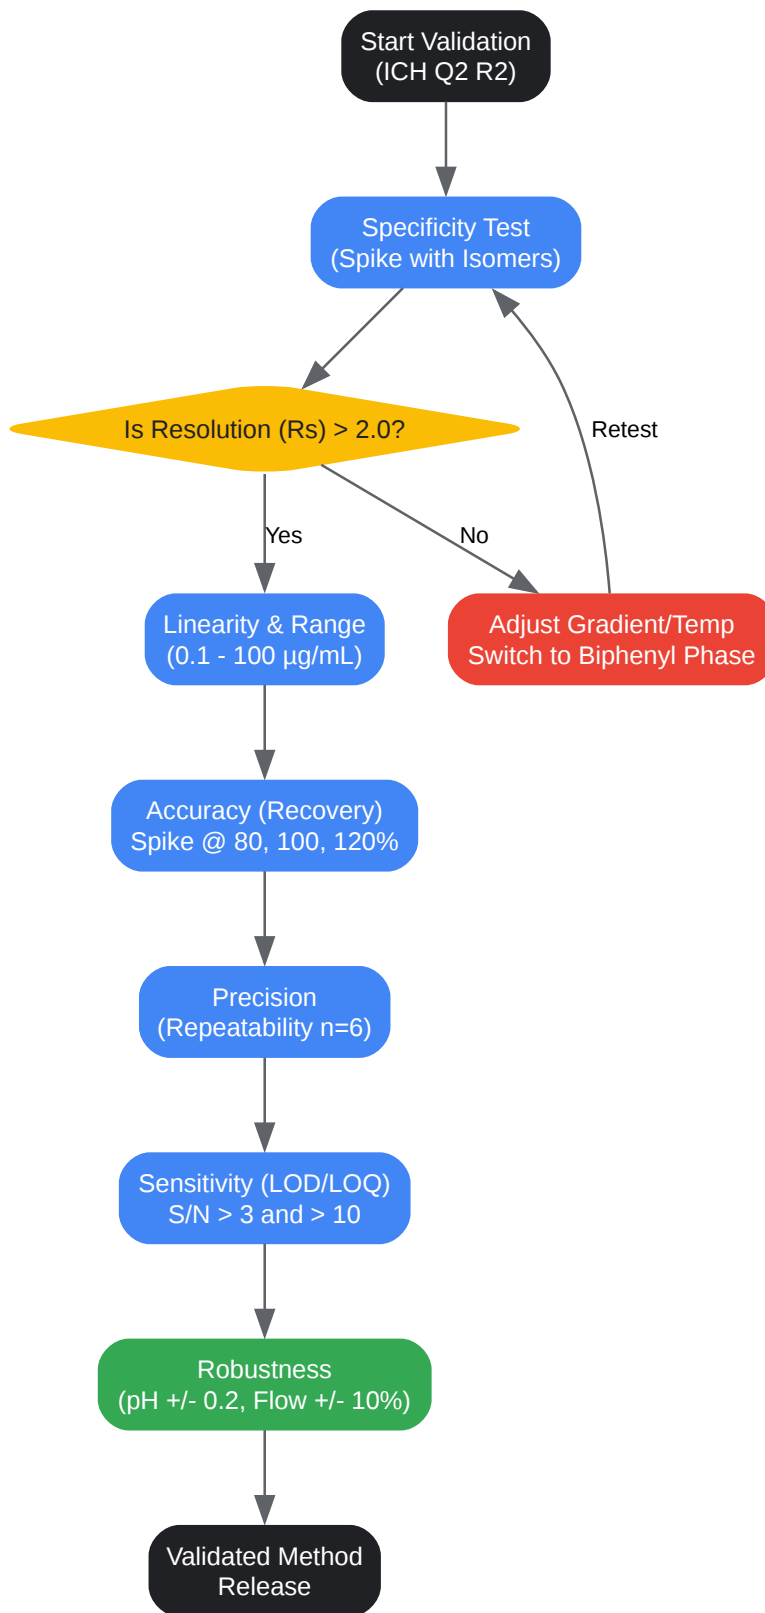 Start Validation
(ICH Q2 R2)
Specificity Test
(Spike with Isomers)
Is Resolution (Rs) > 2.0?
Retest
Yes
No
Linearity & Range
(0.1 - 100 µg/mL)
Adjust Gradient/Temp
Switch to Biphenyl Phase
Accuracy (Recovery)
Spike @ 80, 100, 120%
Precision
(Repeatability n=6)
Sensitivity (LOD/LOQ)
S/N > 3 and > 10
Robustness
(pH +/- 0.2, Flow +/- 10%)
Validated Method
Release